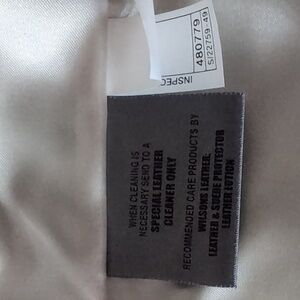 480779
S/22759-49
INSPEC
WHEN CLEANING IS
NECESSARY SEND TO A
SPECIAL LEATHER
CLEANER ONLY
RECOMMENDED CARE PRODUCTS BY
WILSONS LEATHER:
LEATHER & SUEDE PROTECTOR
LEATHER LOTION